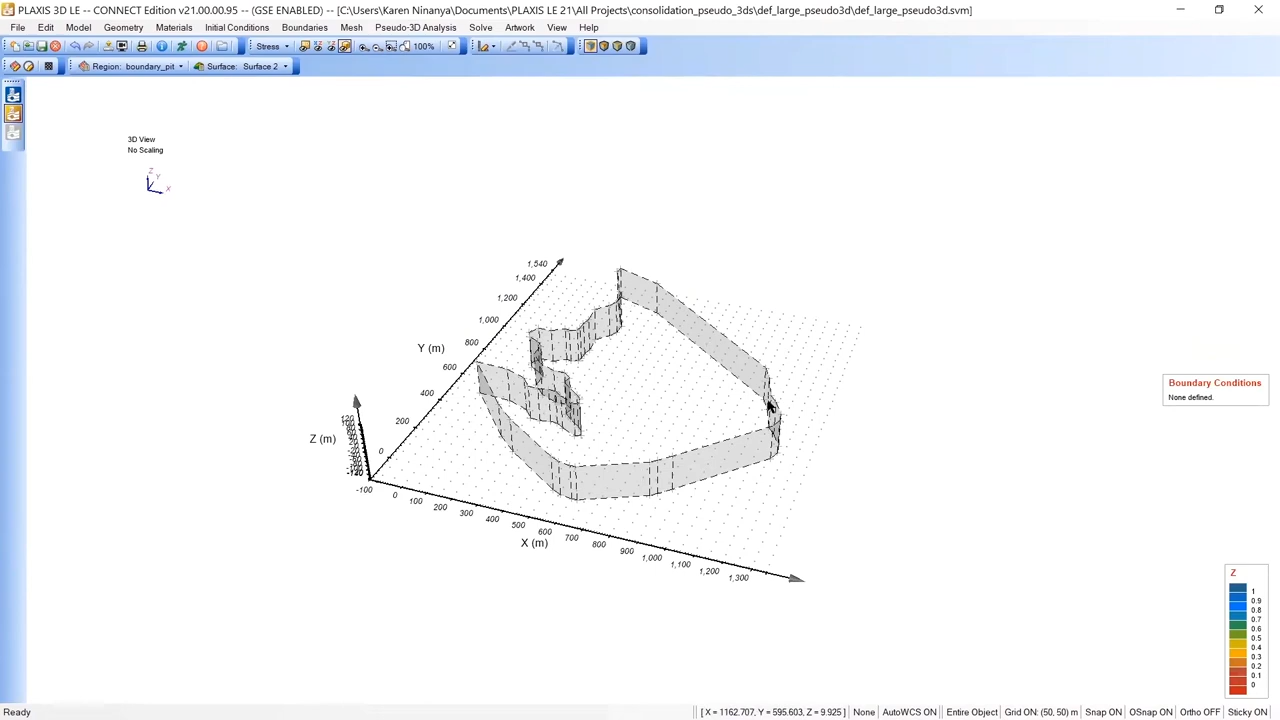 PLAXIS 3D LE -- CONNECT Edition v21.00.00.95 -- (GSE ENABLED) -- [C:\Users\Karen Ninanya\Documents\PLAXIS LE 21\All Projects\consolidation_pseudo_3ds\def_large_pseudo3d\def_large_pseudo3d.svm]
File Edit Model Geometry Materials Initial Conditions Boundaries Mesh Pseudo-3D Analysis Solve Artwork View Help
Stress 100%
Region: boundary_pit Surface: Surface 2
3D View
No Scaling
Z
Y
X
1,540
1,400
1,200
1,000
800
Y (m)
600
400
200
0
Z (m)
120
-120
-100
0
100
200
300
400
500
600
700
800
900
1,000
1,100
1,200
1,300
X (m)
Boundary Conditions
None defined.
Z
1
0.9
0.8
0.7
0.6
0.5
0.4
0.3
0.2
0.1
0
Ready [ X = 1162.707, Y = 595.603, Z = 9.925 ] None AutoWCS ON Entire Object Grid ON: (50, 50) m Snap ON OSnap ON Ortho OFF Sticky ON